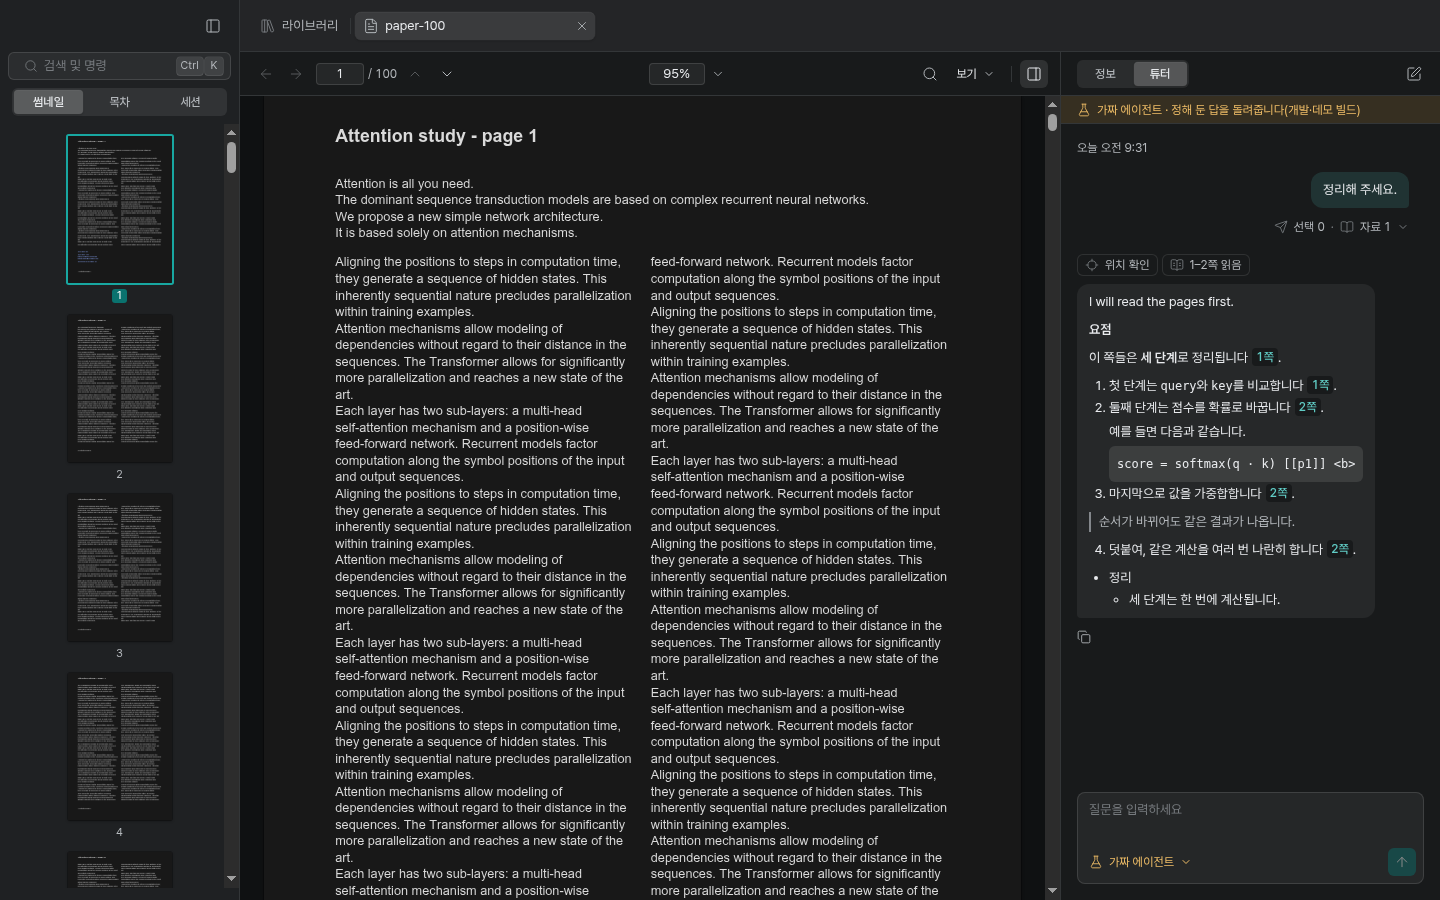 라이브러리
paper-100
검색 및 명령
Ctrl K
썸네일 목차 세션
1
2
3
4
1 / 100
95%
보기
Attention study - page 1
Attention is all you need.
The dominant sequence transduction models are based on complex recurrent neural networks.
We propose a new simple network architecture.
It is based solely on attention mechanisms.
Aligning the positions to steps in computation time,
they generate a sequence of hidden states. This
inherently sequential nature precludes parallelization
within training examples.
Attention mechanisms allow modeling of
dependencies without regard to their distance in the
sequences. The Transformer allows for significantly
more parallelization and reaches a new state of the
art.
Each layer has two sub-layers: a multi-head
self-attention mechanism and a position-wise
feed-forward network. Recurrent models factor
computation along the symbol positions of the input
and output sequences.
Aligning the positions to steps in computation time,
they generate a sequence of hidden states. This
inherently sequential nature precludes parallelization
within training examples.
Attention mechanisms allow modeling of
dependencies without regard to their distance in the
sequences. The Transformer allows for significantly
more parallelization and reaches a new state of the
art.
Each layer has two sub-layers: a multi-head
self-attention mechanism and a position-wise
feed-forward network. Recurrent models factor
computation along the symbol positions of the input
and output sequences.
Aligning the positions to steps in computation time,
they generate a sequence of hidden states. This
inherently sequential nature precludes parallelization
within training examples.
Attention mechanisms allow modeling of
dependencies without regard to their distance in the
sequences. The Transformer allows for significantly
more parallelization and reaches a new state of the
art.
Each layer has two sub-layers: a multi-head
self-attention mechanism and a position-wise
feed-forward network. Recurrent models factor
computation along the symbol positions of the input
and output sequences.
Aligning the positions to steps in computation time,
they generate a sequence of hidden states. This
inherently sequential nature precludes parallelization
within training examples.
Attention mechanisms allow modeling of
dependencies without regard to their distance in the
sequences. The Transformer allows for significantly
more parallelization and reaches a new state of the
art.
Each layer has two sub-layers: a multi-head
self-attention mechanism and a position-wise
feed-forward network. Recurrent models factor
computation along the symbol positions of the input
and output sequences.
Aligning the positions to steps in computation time,
they generate a sequence of hidden states. This
inherently sequential nature precludes parallelization
within training examples.
Attention mechanisms allow modeling of
dependencies without regard to their distance in the
sequences. The Transformer allows for significantly
more parallelization and reaches a new state of the
art.
Each layer has two sub-layers: a multi-head
self-attention mechanism and a position-wise
feed-forward network. Recurrent models factor
computation along the symbol positions of the input
and output sequences.
Aligning the positions to steps in computation time,
they generate a sequence of hidden states. This
inherently sequential nature precludes parallelization
within training examples.
Attention mechanisms allow modeling of
dependencies without regard to their distance in the
sequences. The Transformer allows for significantly
more parallelization and reaches a new state of the
정보 튜터
가짜 에이전트 · 정해 둔 답을 돌려줍니다(개발·데모 빌드)
오늘 오전 9:31
정리해 주세요.
선택 0 · 자료 1
위치 확인 1–2쪽 읽음
I will read the pages first.
요점
이 쪽들은 세 단계로 정리됩니다 1쪽 .
1. 첫 단계는 query와 key를 비교합니다 1쪽 .
2. 둘째 단계는 점수를 확률로 바꿉니다 2쪽 .
예를 들면 다음과 같습니다.
score = softmax(q · k) [[p1]] <b>
3. 마지막으로 값을 가중합합니다 2쪽 .
순서가 바뀌어도 같은 결과가 나옵니다.
4. 덧붙여, 같은 계산을 여러 번 나란히 합니다 2쪽 .
• 정리
◦ 세 단계는 한 번에 계산됩니다.
질문을 입력하세요
가짜 에이전트